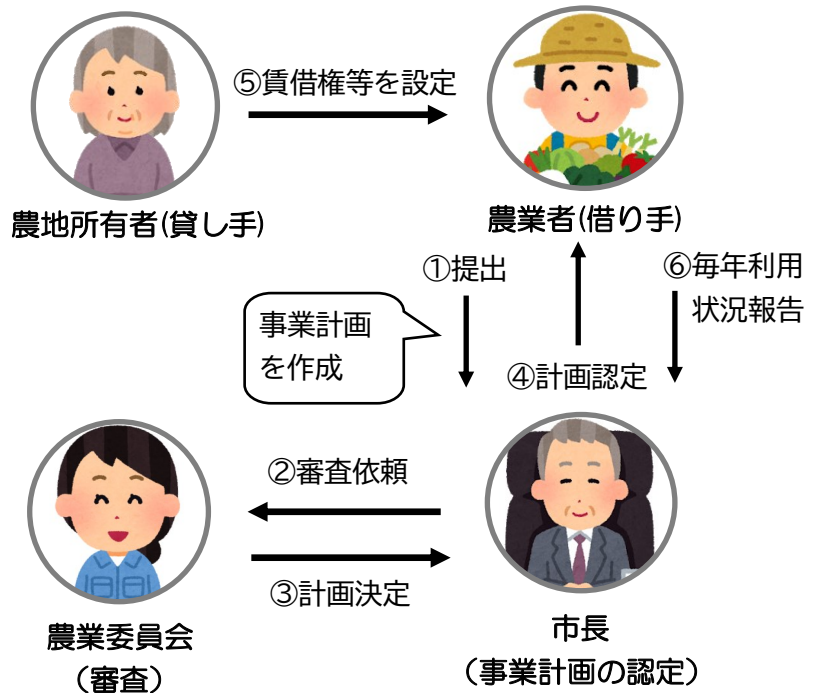 ⑤賃借権等を設定
農地所有者(貸し手)
農業者(借り手)
①提出
⑥毎年利用
状況報告
事業計画
を作成
④計画認定
②審査依頼
③計画決定
農業委員会
（審査）
市長
（事業計画の認定）